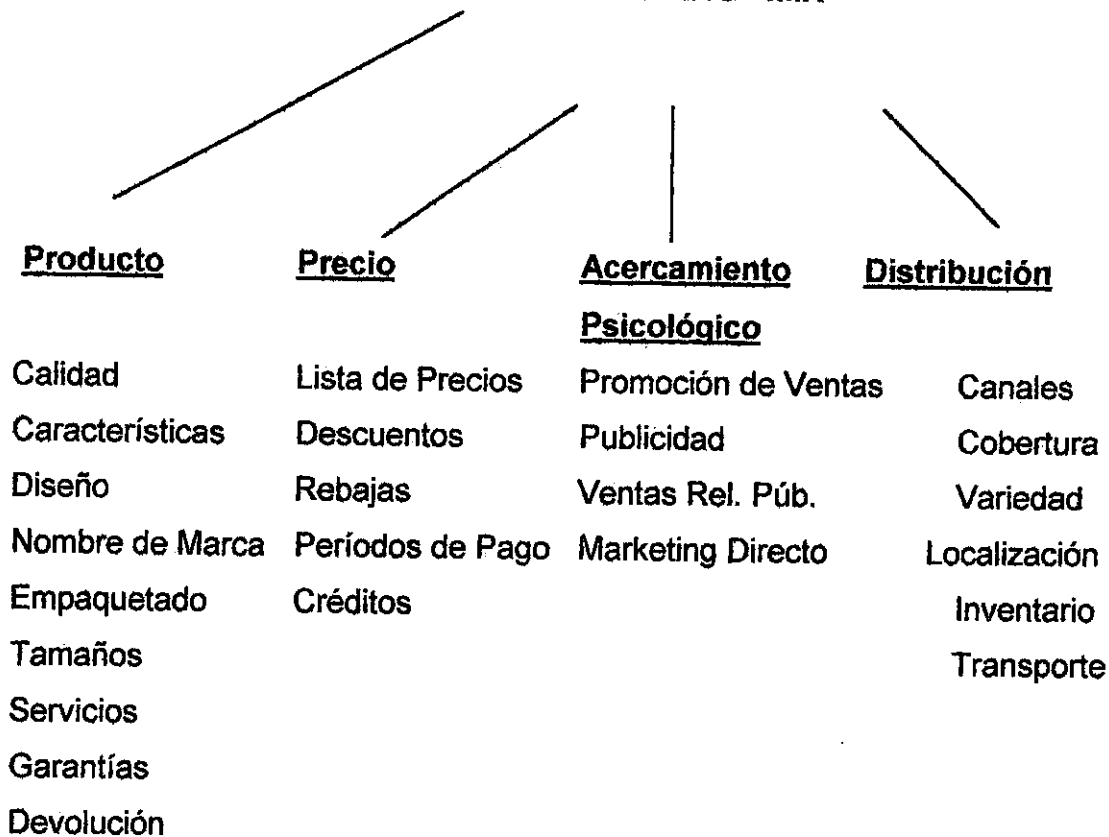 Producto
Precio
Acercamiento
Psicológico
Distribución
Calidad
Características
Diseño
Nombre de Marca
Empaquetado
Tamaños
Servicios
Garantías
Devolución
Lista de Precios
Descuentos
Rebajas
Períodos de Pago
Créditos
Promoción de Ventas
Publicidad
Ventas Rel. Púb.
Marketing Directo
Canales
Cobertura
Variedad
Localización
Inventario
Transporte